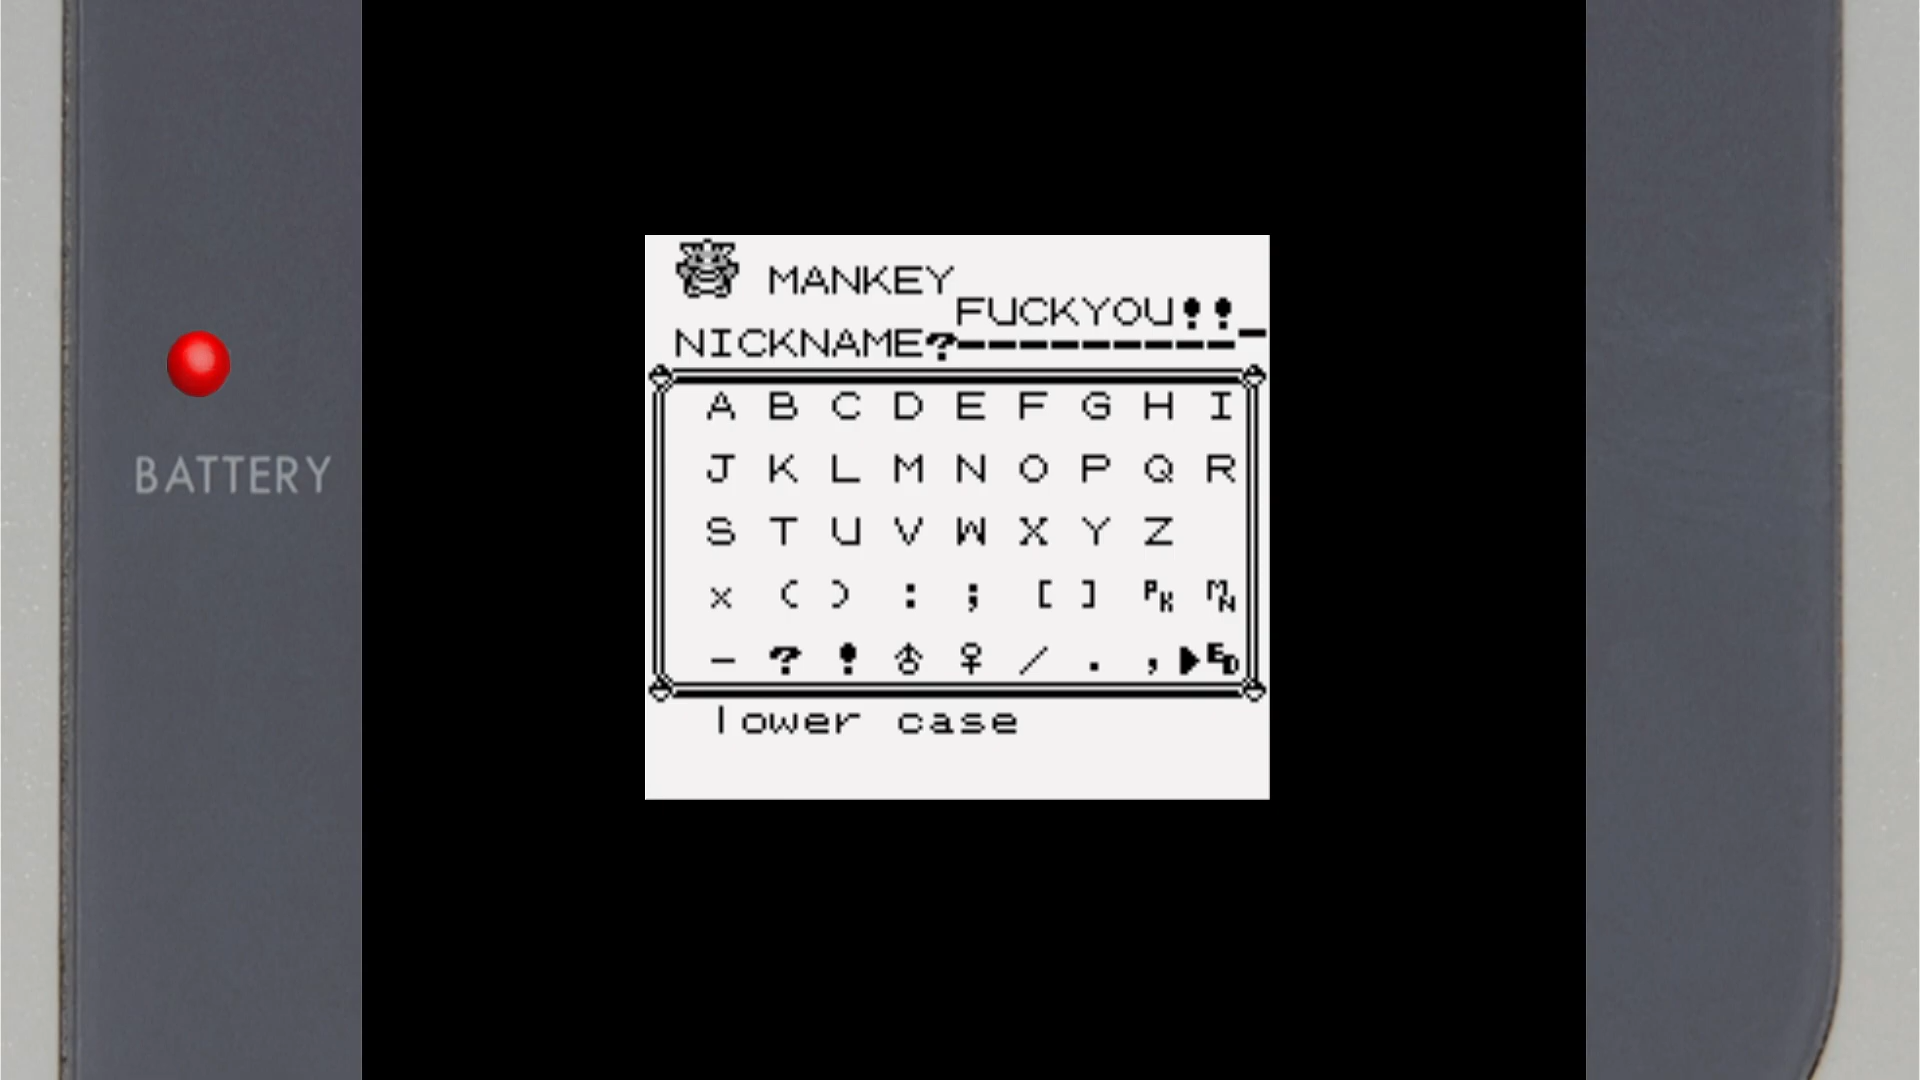 MANKEY
FUCKYOU!!
NICKNAME?
BATTERY
A B C D E F G H I
J K L M N O P Q R
S T U V W X Y Z
× ( ) : ; [ ] PK MN
- ? ! ♂ ♀ / . , ▶ED
lower case